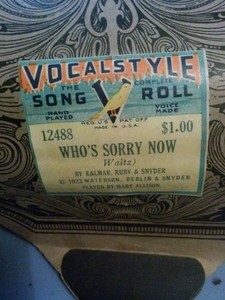 VOCALSTYLE
THE COMPLETE
SONG ROLL
HAND PLAYED VOICE MADE
REG. U.S. PAT. OFF.
MADE IN U.S.A.
12488 $1.00
WHO'S SORRY NOW
(Waltz)
BY KALMAR, RUBY & SNYDER
© 1923 WATERSON, BERLIN & SNYDER
PLAYED BY MARY ALLISON